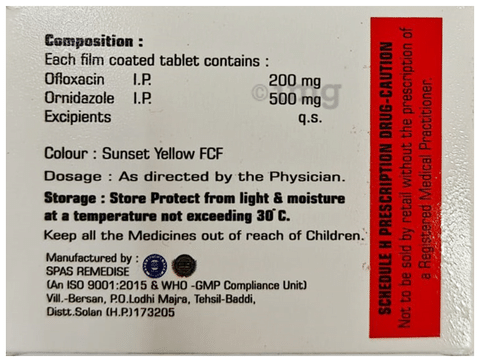 Composition :
Each film coated tablet contains :
Ofloxacin I.P. 200 mg
Ornidazole I.P. 500 mg
Excipients q.s.
Colour : Sunset Yellow FCF
Dosage : As directed by the Physician.
Storage : Store Protect from light & moisture
at a temperature not exceeding 30°C.
Keep all the Medicines out of reach of Children.
Manufactured by :
SPAS REMEDISE
(An ISO 9001:2015 & WHO -GMP Compliance Unit)
Vill.-Bersan, P.O.Lodhi Majra, Tehsil-Baddi,
Distt.Solan (H.P.)173205
SCHEDULE H PRESCRIPTION DRUG-CAUTION
Not to be sold by retail without the prescription of
a Registered Medical Practitioner.